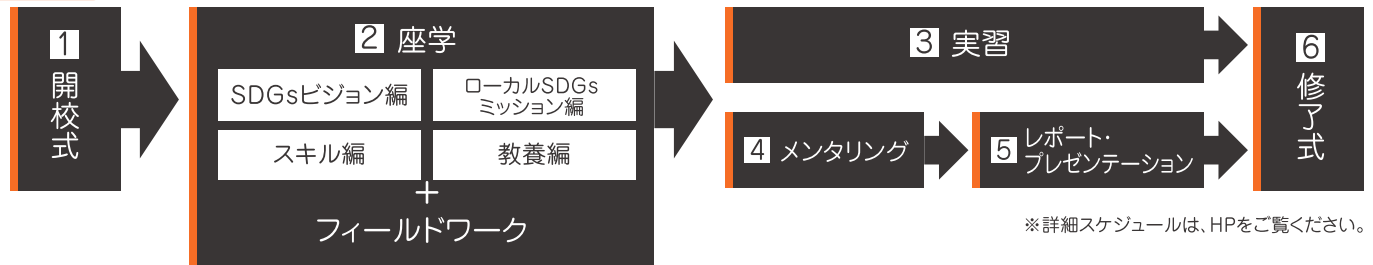 1 開校式
2 座学
SDGsビジョン編
ローカルSDGs
ミッション編
スキル編
教養編
+
フィールドワーク
3 実習
4 メンタリング
5 レポート・
プレゼンテーション
6 修了式
※詳細スケジュールは、HPをご覧ください。